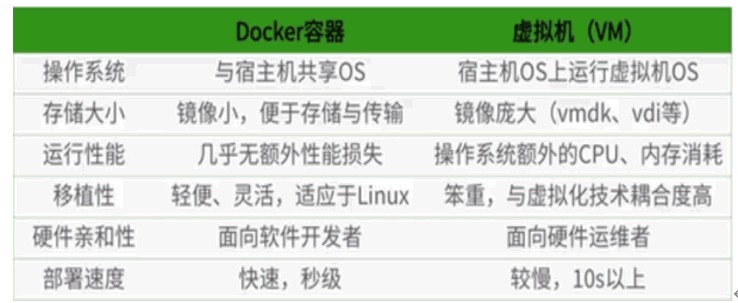 Docker容器 虚拟机（VM）
操作系统 与宿主机共享OS 宿主机OS上运行虚拟机OS
存储大小 镜像小，便于存储与传输 镜像庞大（vmdk、vdi等）
运行性能 几乎无额外性能损失 操作系统额外的CPU、内存消耗
移植性 轻便、灵活，适应于Linux 笨重，与虚拟化技术耦合度高
硬件亲和性 面向软件开发者 面向硬件运维者
部署速度 快速，秒级 较慢，10s以上